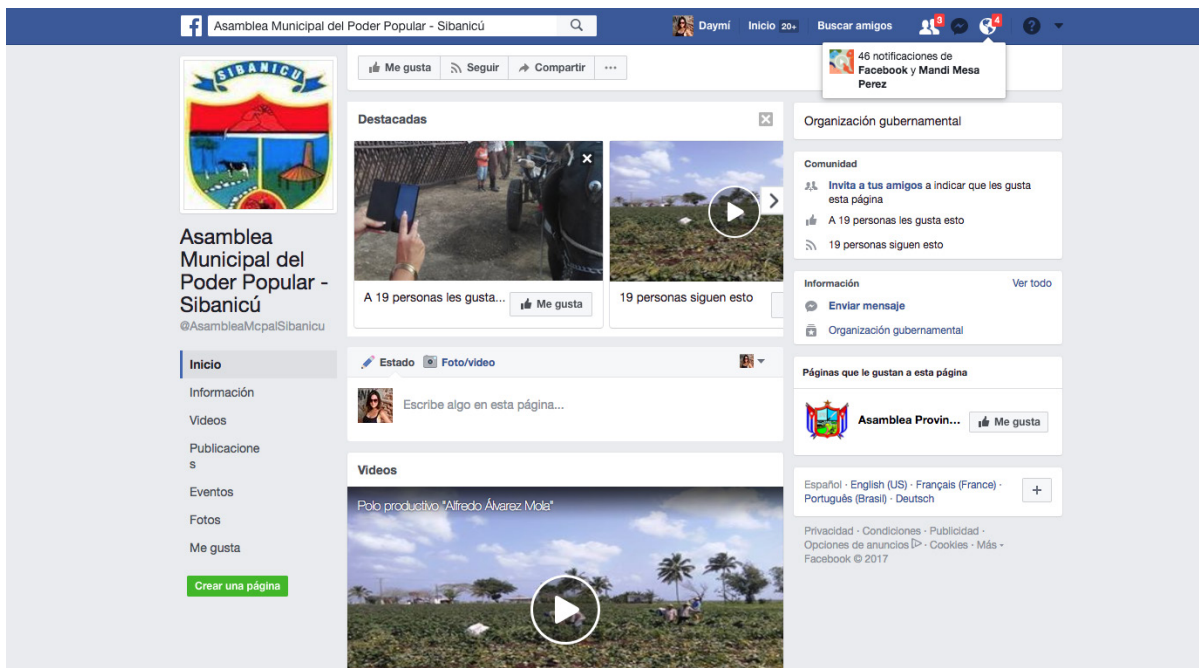 Asamblea Municipal del Poder Popular - Sibanicú
Daymí
Inicio 20+
Buscar amigos
3
4
46 notificaciones de
Facebook y Mandi Mesa
Perez
SIBANICU
Asamblea
Municipal del
Poder Popular -
Sibanicú
@AsambleaMcpalSibanicu
Inicio
Información
Videos
Publicacione
s
Eventos
Fotos
Me gusta
Crear una página
Me gusta
Seguir
Compartir
Destacadas
A 19 personas les gusta...
Me gusta
19 personas siguen esto
Estado
Foto/video
Escribe algo en esta página...
Videos
Polo productivo "Alfredo Álvarez Mola"
Organización gubernamental
Comunidad
Invita a tus amigos a indicar que les gusta
esta página
A 19 personas les gusta esto
19 personas siguen esto
Información
Ver todo
Enviar mensaje
Organización gubernamental
Páginas que le gustan a esta página
Asamblea Provin...
Me gusta
Español · English (US) · Français (France) ·
Português (Brasil) · Deutsch
Privacidad · Condiciones · Publicidad ·
Opciones de anuncios · Cookies · Más
Facebook © 2017